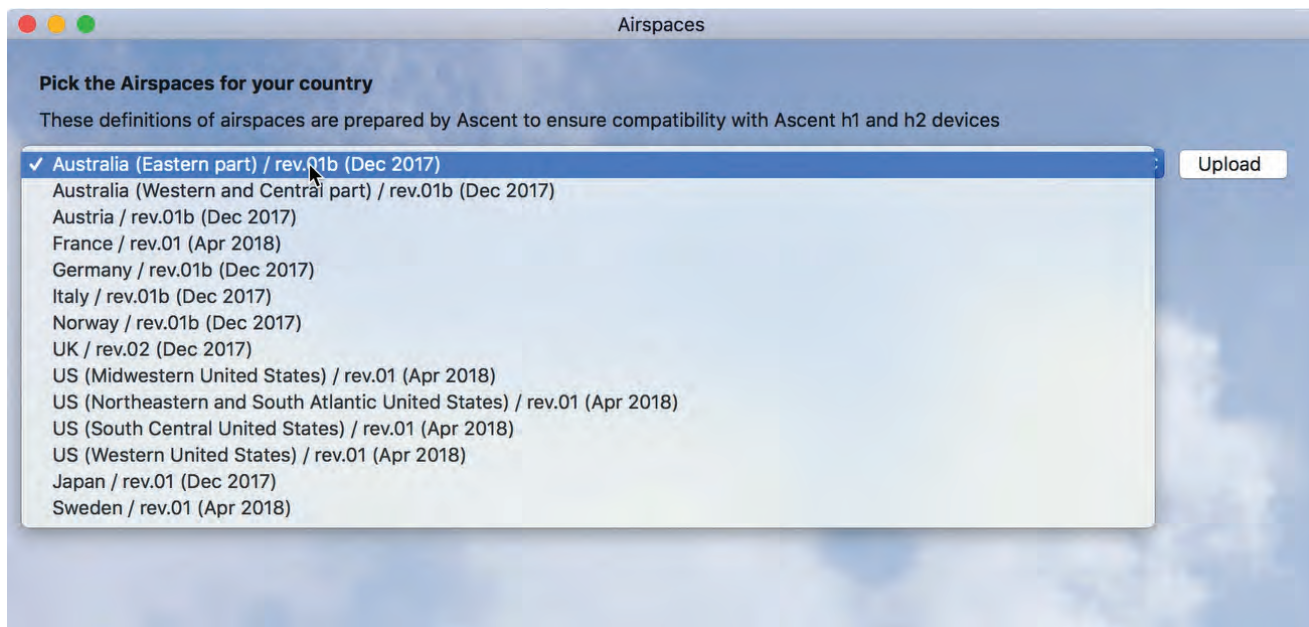 Airspaces
Pick the Airspaces for your country
These definitions of airspaces are prepared by Ascent to ensure compatibility with Ascent h1 and h2 devices
✓ Australia (Eastern part) / rev.01b (Dec 2017)
Upload
Australia (Western and Central part) / rev.01b (Dec 2017)
Austria / rev.01b (Dec 2017)
France / rev.01 (Apr 2018)
Germany / rev.01b (Dec 2017)
Italy / rev.01b (Dec 2017)
Norway / rev.01b (Dec 2017)
UK / rev.02 (Dec 2017)
US (Midwestern United States) / rev.01 (Apr 2018)
US (Northeastern and South Atlantic United States) / rev.01 (Apr 2018)
US (South Central United States) / rev.01 (Apr 2018)
US (Western United States) / rev.01 (Apr 2018)
Japan / rev.01 (Dec 2017)
Sweden / rev.01 (Apr 2018)